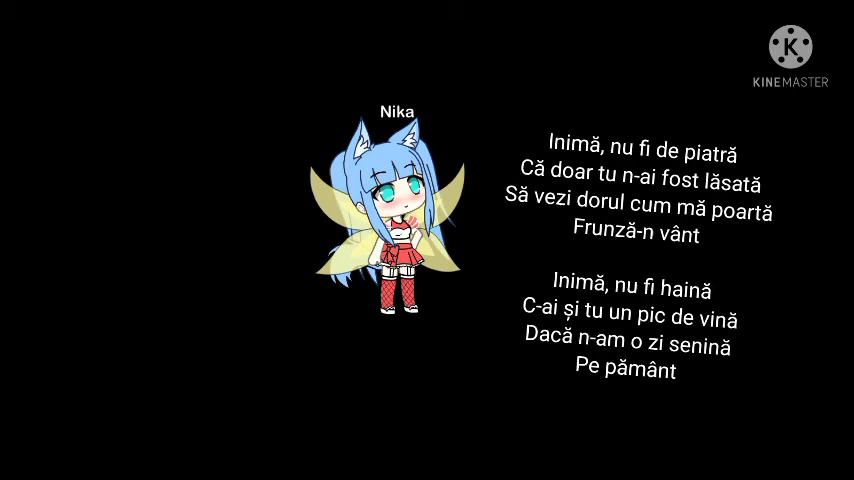 KINEMASTER
Nika
Inimă, nu fi de piatră
Că doar tu n-ai fost lăsată
Să vezi dorul cum mă poartă
Frunză-n vânt
Inimă, nu fi haină
C-ai și tu un pic de vină
Dacă n-am o zi senină
Pe pământ